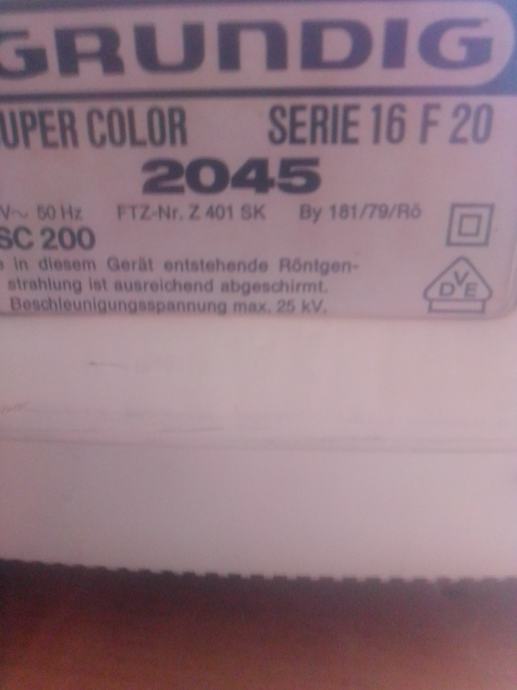 GRUNDIG
UPER COLOR SERIE 16 F 20
2045
V~ 50 Hz FTZ-Nr. Z 401 SK By 181/79/Rö
SC 200
e in diesem Gerät entstehende Röntgen-
strahlung ist ausreichend abgeschirmt.
Beschleunigungsspannung max. 25 kV.
VDE